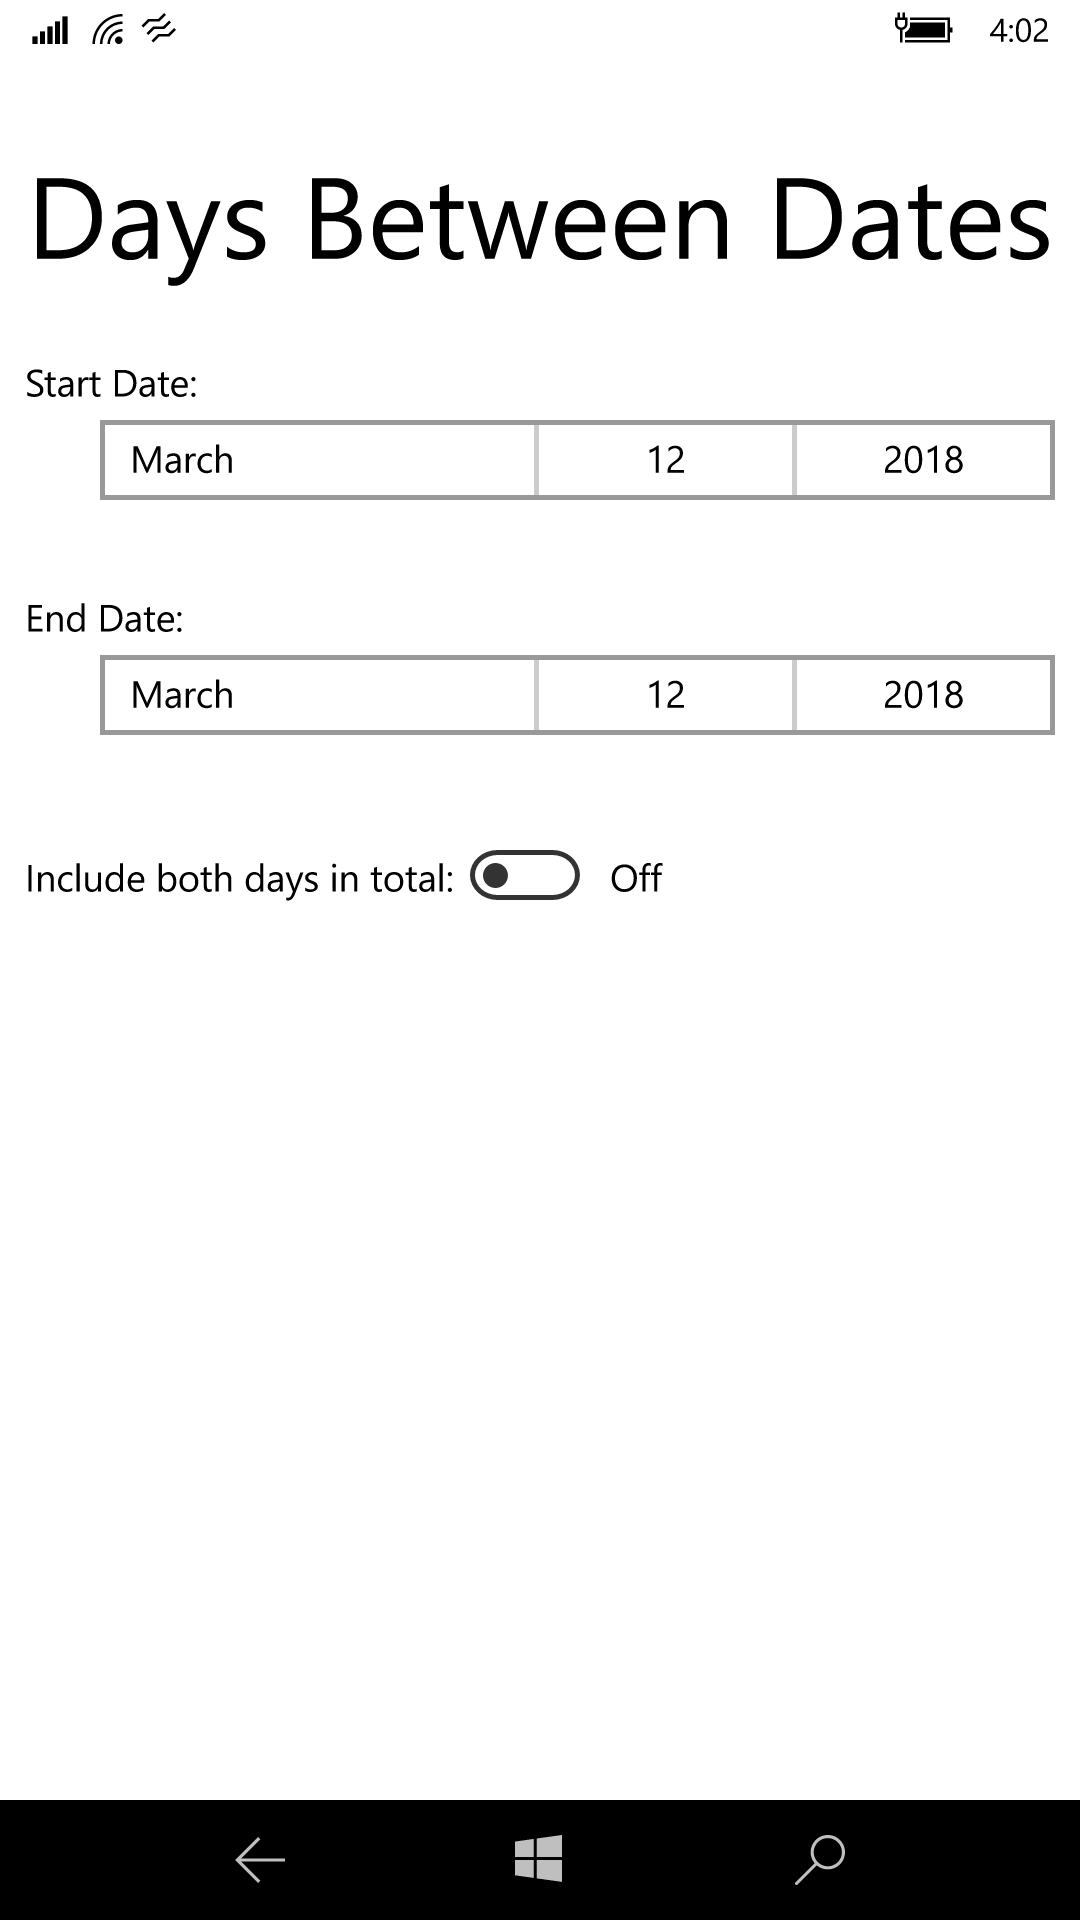 4:02
Days Between Dates
Start Date:
March 12 2018
End Date:
March 12 2018
Include both days in total: Off